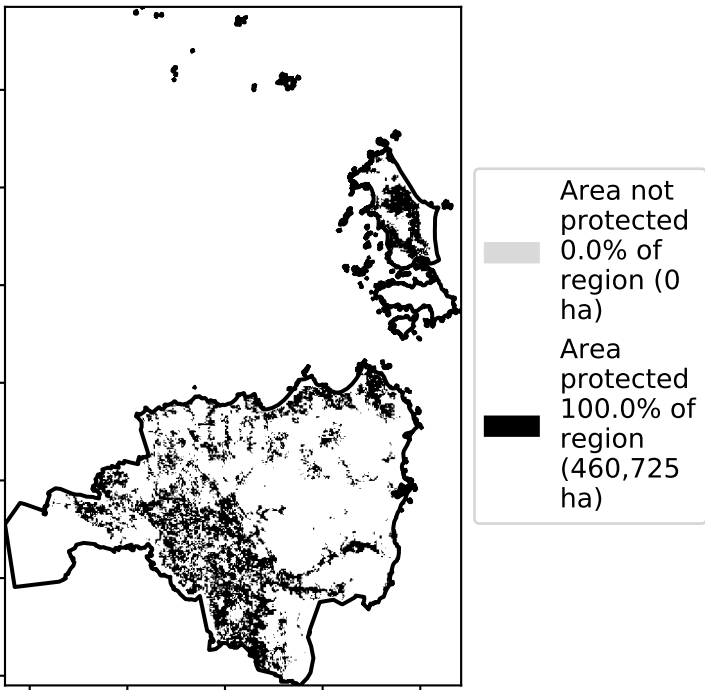 Area not
protected
0.0% of
region (0
ha)
Area
protected
100.0% of
region
(460,725
ha)